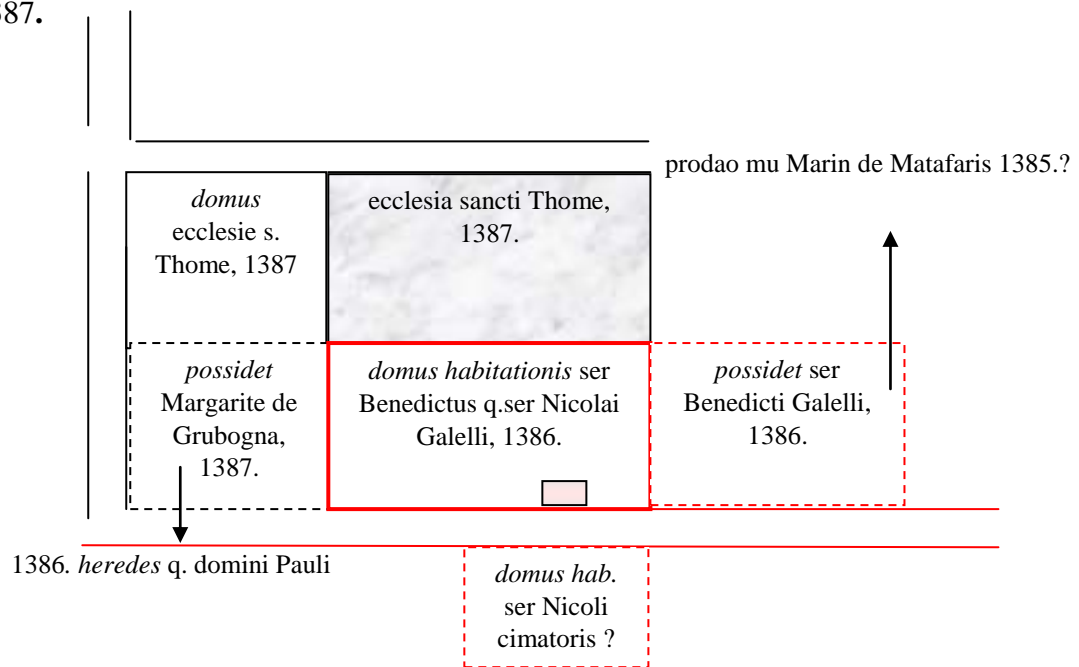 387.
prodao mu Marin de Matafaris 1385.?
domus
ecclesie s.
Thome, 1387
ecclesia sancti Thome,
1387.
possidet
Margarite de
Grubogna,
1387.
domus habitationis ser
Benedictus q.ser Nicolai
Galelli, 1386.
possidet ser
Benedicti Galelli,
1386.
1386. heredes q. domini Pauli
domus hab.
ser Nicoli
cimatoris ?